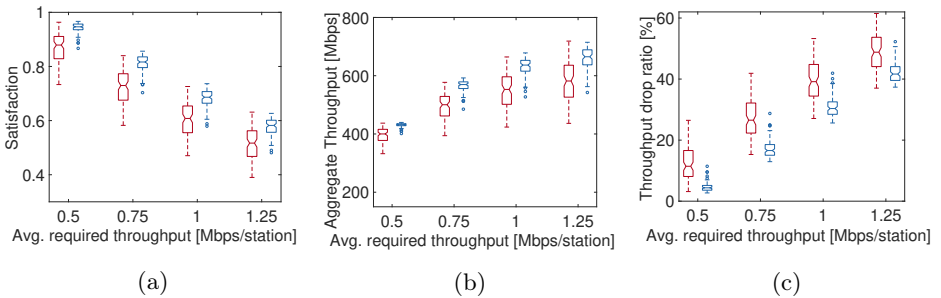 Satisfaction
1
0.8
0.6
0.4
0.5 0.75 1 1.25
Avg. required throughput [Mbps/station]
(a)
Aggregate Throughput [Mbps]
800
600
400
200
0.5 0.75 1 1.25
Avg. required throughput [Mbps/station]
(b)
Throughput drop ratio [%]
60
40
20
0
0.5 0.75 1 1.25
Avg. required throughput [Mbps/station]
(c)